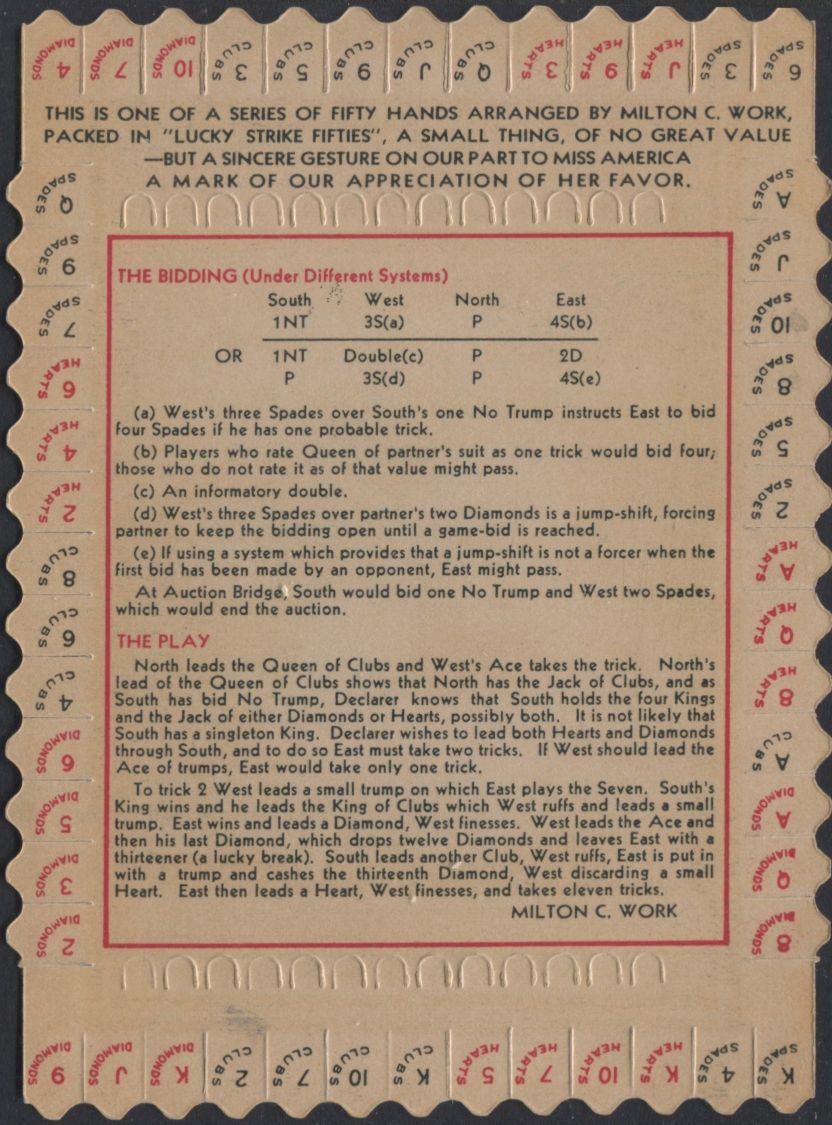 4 DIAMONDS 7 DIAMONDS 10 DIAMONDS 3 CLUBS 5 CLUBS 9 CLUBS J CLUBS Q CLUBS 3 HEARTS 9 HEARTS J HEARTS 3 SPADES 6 SPADES
THIS IS ONE OF A SERIES OF FIFTY HANDS ARRANGED BY MILTON C. WORK,
PACKED IN "LUCKY STRIKE FIFTIES", A SMALL THING, OF NO GREAT VALUE
—BUT A SINCERE GESTURE ON OUR PART TO MISS AMERICA
A MARK OF OUR APPRECIATION OF HER FAVOR.
Q SPADES
9 SPADES
7 SPADES
6 HEARTS
4 HEARTS
2 HEARTS
8 CLUBS
6 CLUBS
4 CLUBS
6 DIAMONDS
5 DIAMONDS
3 DIAMONDS
2 DIAMONDS
THE BIDDING (Under Different Systems)
South West North East
1NT 3S(a) P 4S(b)
OR 1NT Double(c) P 2D
P 3S(d) P 4S(e)
(a) West's three Spades over South's one No Trump instructs East to bid
four Spades if he has one probable trick.
(b) Players who rate Queen of partner's suit as one trick would bid four;
those who do not rate it as of that value might pass.
(c) An informatory double.
(d) West's three Spades over partner's two Diamonds is a jump-shift, forcing
partner to keep the bidding open until a game-bid is reached.
(e) If using a system which provides that a jump-shift is not a forcer when the
first bid has been made by an opponent, East might pass.
At Auction Bridge, South would bid one No Trump and West two Spades,
which would end the auction.
THE PLAY
North leads the Queen of Clubs and West's Ace takes the trick. North's
lead of the Queen of Clubs shows that North has the Jack of Clubs, and as
South has bid No Trump, Declarer knows that South holds the four Kings
and the Jack of either Diamonds or Hearts, possibly both. It is not likely that
South has a singleton King. Declarer wishes to lead both Hearts and Diamonds
through South, and to do so East must take two tricks. If West should lead the
Ace of trumps, East would take only one trick.
To trick 2 West leads a small trump on which East plays the Seven. South's
King wins and he leads the King of Clubs which West ruffs and leads a small
trump. East wins and leads a Diamond, West finesses. West leads the Ace and
then his last Diamond, which drops twelve Diamonds and leaves East with a
thirteener (a lucky break). South leads another Club, West ruffs, East is put in
with a trump and cashes the thirteenth Diamond, West discarding a small
Heart. East then leads a Heart, West finesses, and takes eleven tricks.
MILTON C. WORK
A SPADES
J SPADES
10 SPADES
8 SPADES
5 SPADES
2 SPADES
A HEARTS
Q HEARTS
8 HEARTS
A CLUBS
A DIAMONDS
Q DIAMONDS
8 DIAMONDS
9 DIAMONDS J DIAMONDS K DIAMONDS 2 CLUBS 7 CLUBS 10 CLUBS K CLUBS 5 HEARTS 7 HEARTS 10 HEARTS K HEARTS 4 SPADES K SPADES